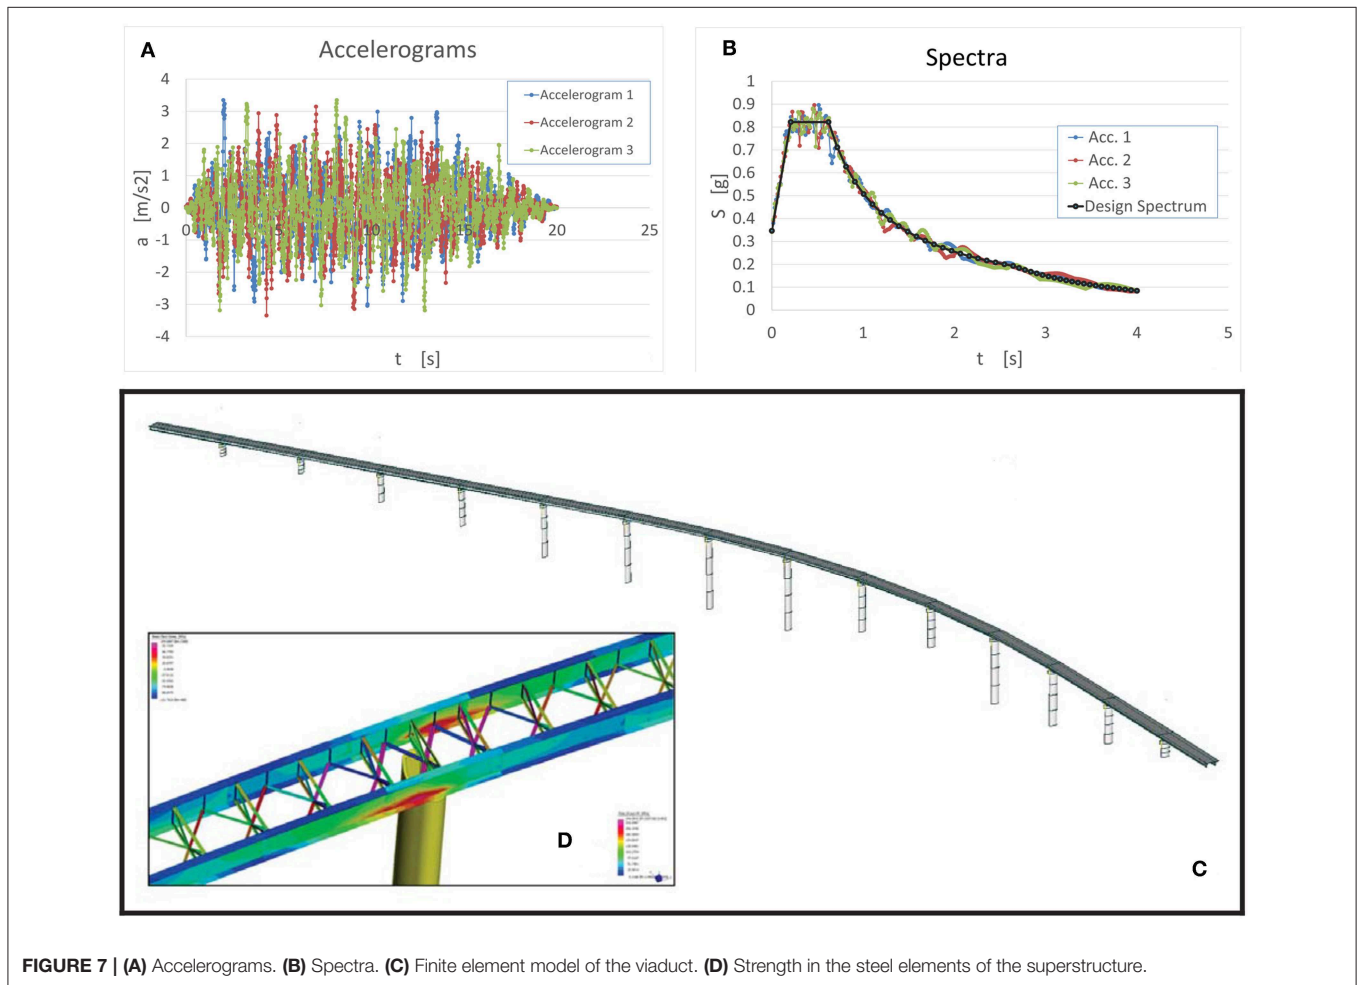 A
Accelerograms
4
3
2
1
0
-1
-2
-3
-4
a [m/s2]
0
5
10
15
20
25
t [s]
Accelerogram 1
Accelerogram 2
Accelerogram 3
B
Spectra
1
0.9
0.8
0.7
0.6
0.5
0.4
0.3
0.2
0.1
0
S [g]
0
1
2
3
4
5
t [s]
Acc. 1
Acc. 2
Acc. 3
Design Spectrum
D
C
FIGURE 7 | (A) Accelerograms. (B) Spectra. (C) Finite element model of the viaduct. (D) Strength in the steel elements of the superstructure.